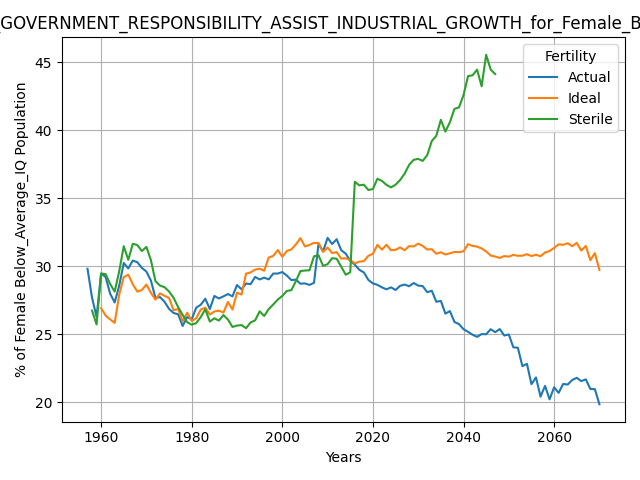 _GOVERNMENT_RESPONSIBILITY_ASSIST_INDUSTRIAL_GROWTH_for_Female_B
Fertility
Actual
Ideal
Sterile
% of Female Below_Average_IQ Population
45
40
35
30
25
20
1960
1980
2000
2020
2040
2060
Years